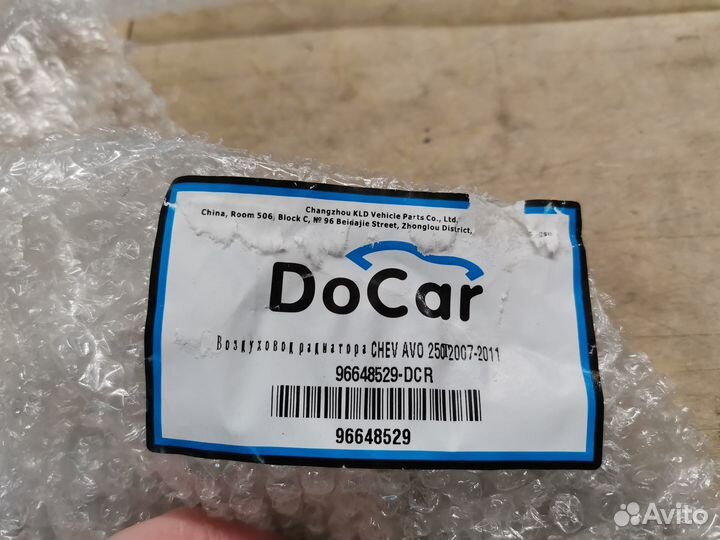 Changzhou KLD Vehicle Parts Co., Ltd,
China, Room 506, Block C, № 96 Beidajie Street, Zhonglou District,
DoCar
Воздуховод радиатора CHEV AVO 250 2007-2011
96648529-DCR
96648529
Avito